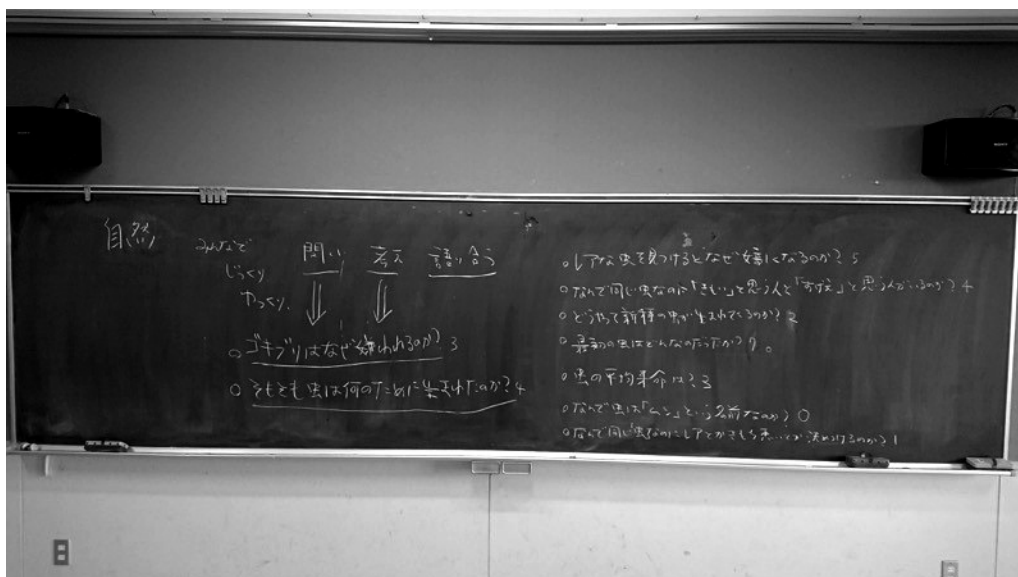 自然
みんなで
じっくり
ゆっくり
問い 考え 語り合う
○ゴキブリはなぜ嫌われるのか？ 3
○そもそも虫は何のために生まれたのか？ 4
○レアな虫を見つけるとなぜ嬉しくなるのか？ 5
○なんで同じ虫なのに「きもい」と思う人と「すげえ」と思う人がいるのか？ 4
○どうやって新種の虫が生まれてくるのか？ 2
○最初の虫はどんなのだったか？
○虫の平均寿命は？ 3
○なんで虫は「ムシ」という名前なのか？ 0
○なんで同じ虫なのにレアとかきもち悪いとか決めつけるのか？ 1
SONY